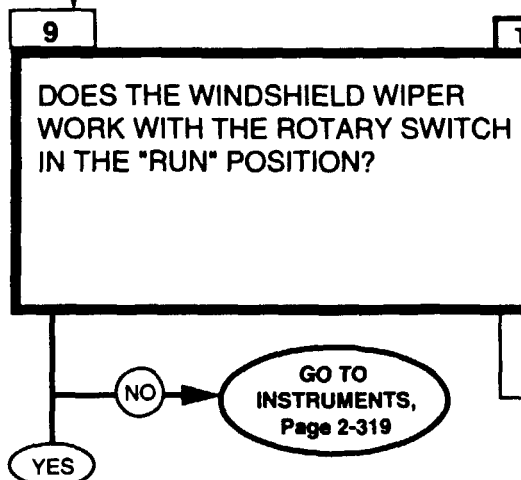 9
DOES THE WINDSHIELD WIPER
WORK WITH THE ROTARY SWITCH
IN THE "RUN" POSITION?
NO
GO TO
INSTRUMENTS,
Page 2-319
YES